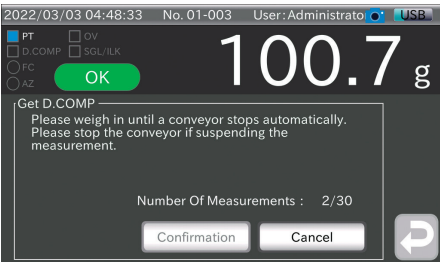 2022/03/03 04:48:33 No. 01-003 User:Administrato USB
PT OV
D.COMP SGL/ILK
FC
AZ OK
100.7 g
Get D.COMP
Please weigh in until a conveyor stops automatically.
Please stop the conveyor if suspending the
measurement.
Number Of Measurements : 2/30
Confirmation Cancel